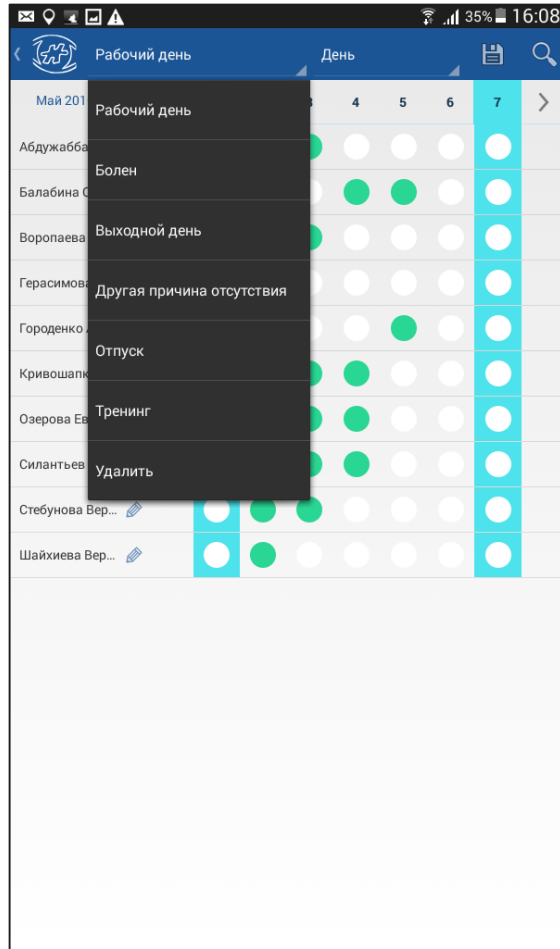 35% 16:08
Рабочий день День
Май 201 4 5 6 7
Рабочий день
Болен
Выходной день
Другая причина отсутствия
Отпуск
Тренинг
Удалить
Абдужабба
Балабина
Воропаева
Герасимова
Городенко
Кривошапк
Озерова Ев
Силантьев
Стебунова Вер...
Шайхиева Вер...